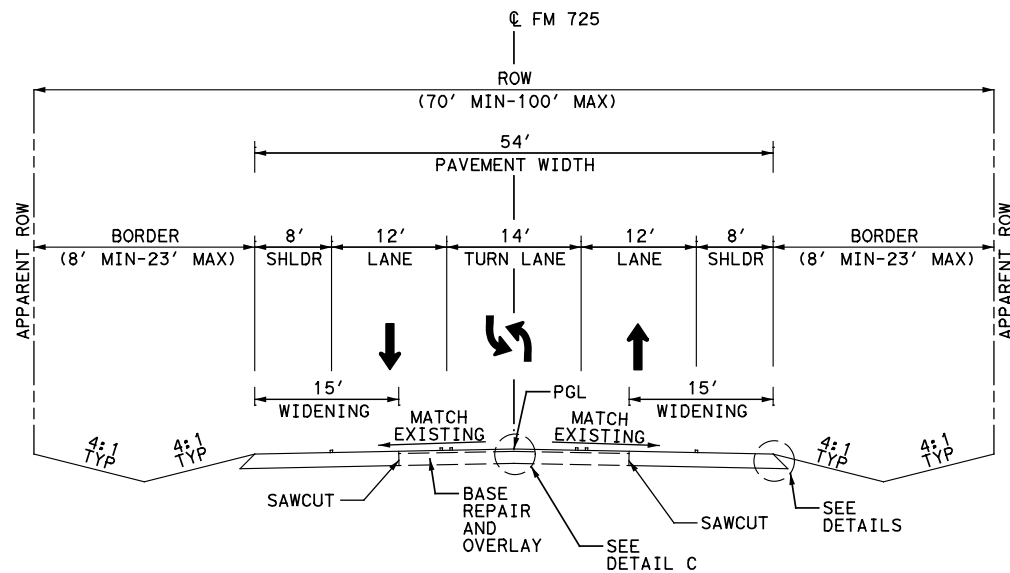 ℄ FM 725
ROW
(70' MIN-100' MAX)
54'
PAVEMENT WIDTH
APPARENT ROW
BORDER
(8' MIN-23' MAX)
8'
SHLDR
12'
LANE
14'
TURN LANE
12'
LANE
8'
SHLDR
BORDER
(8' MIN-23' MAX)
APPARENT ROW
15'
WIDENING
PGL
15'
WIDENING
MATCH
EXISTING
MATCH
EXISTING
4:1
TYP
4:1
TYP
4:1
TYP
4:1
TYP
SAWCUT
BASE
REPAIR
AND
OVERLAY
SEE
DETAIL C
SAWCUT
SEE
DETAILS